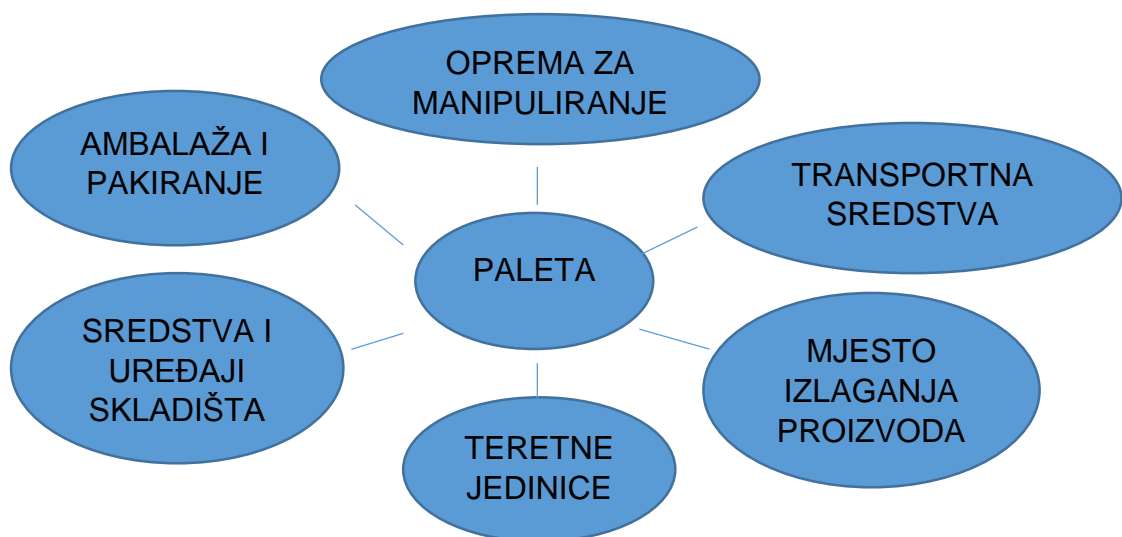 OPREMA ZA
MANIPULIRANJE
AMBALAŽA I
PAKIRANJE
TRANSPORTNA
SREDSTVA
PALETA
SREDSTVA I
UREĐAJI
SKLADIŠTA
MJESTO
IZLAGANJA
PROIZVODA
TERETNE
JEDINICE